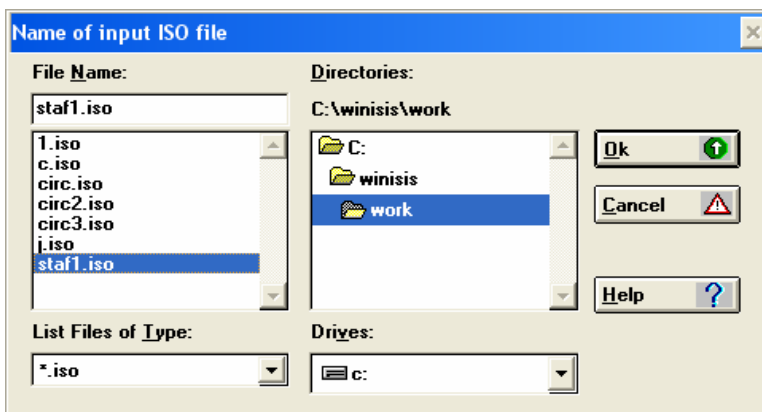 Name of input ISO file
File Name:
staf1.iso
1.iso
c.iso
circ.iso
circ2.iso
circ3.iso
j.iso
staf1.iso
List Files of Type:
*.iso
Directories:
C:\winisis\work
C:
winisis
work
Drives:
c:
Ok
Cancel
Help